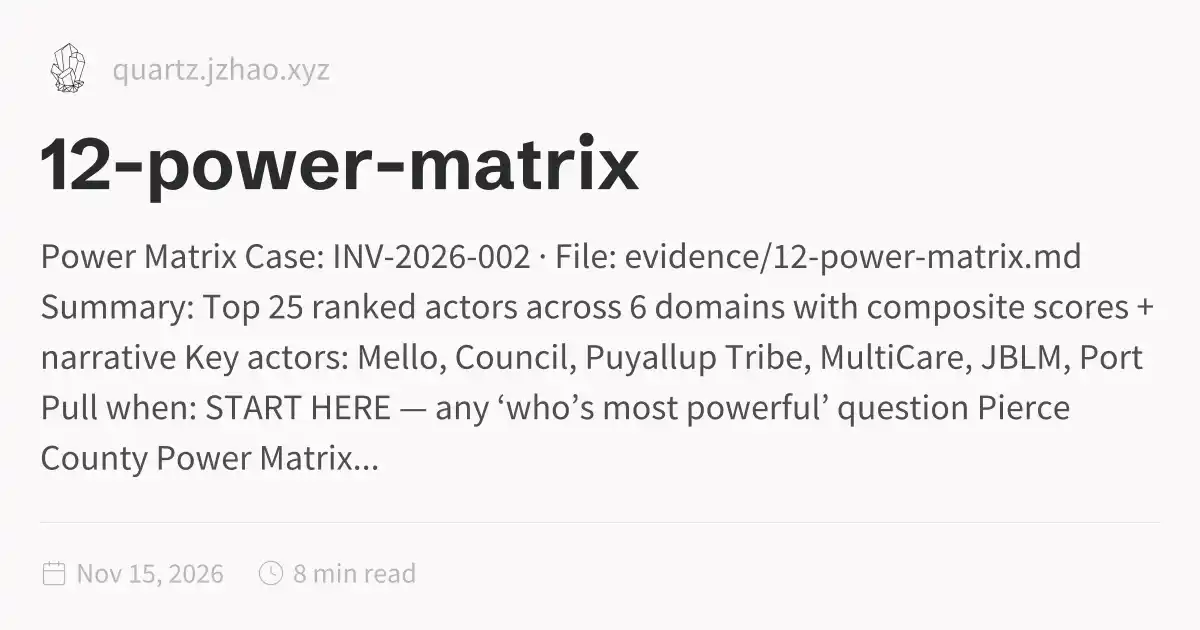 quartz.jzhao.xyz
12-power-matrix
Power Matrix Case: INV-2026-002 · File: evidence/12-power-matrix.md
Summary: Top 25 ranked actors across 6 domains with composite scores +
narrative Key actors: Mello, Council, Puyallup Tribe, MultiCare, JBLM, Port
Pull when: START HERE — any ‘who’s most powerful’ question Pierce
County Power Matrix...
Nov 15, 2026 8 min read